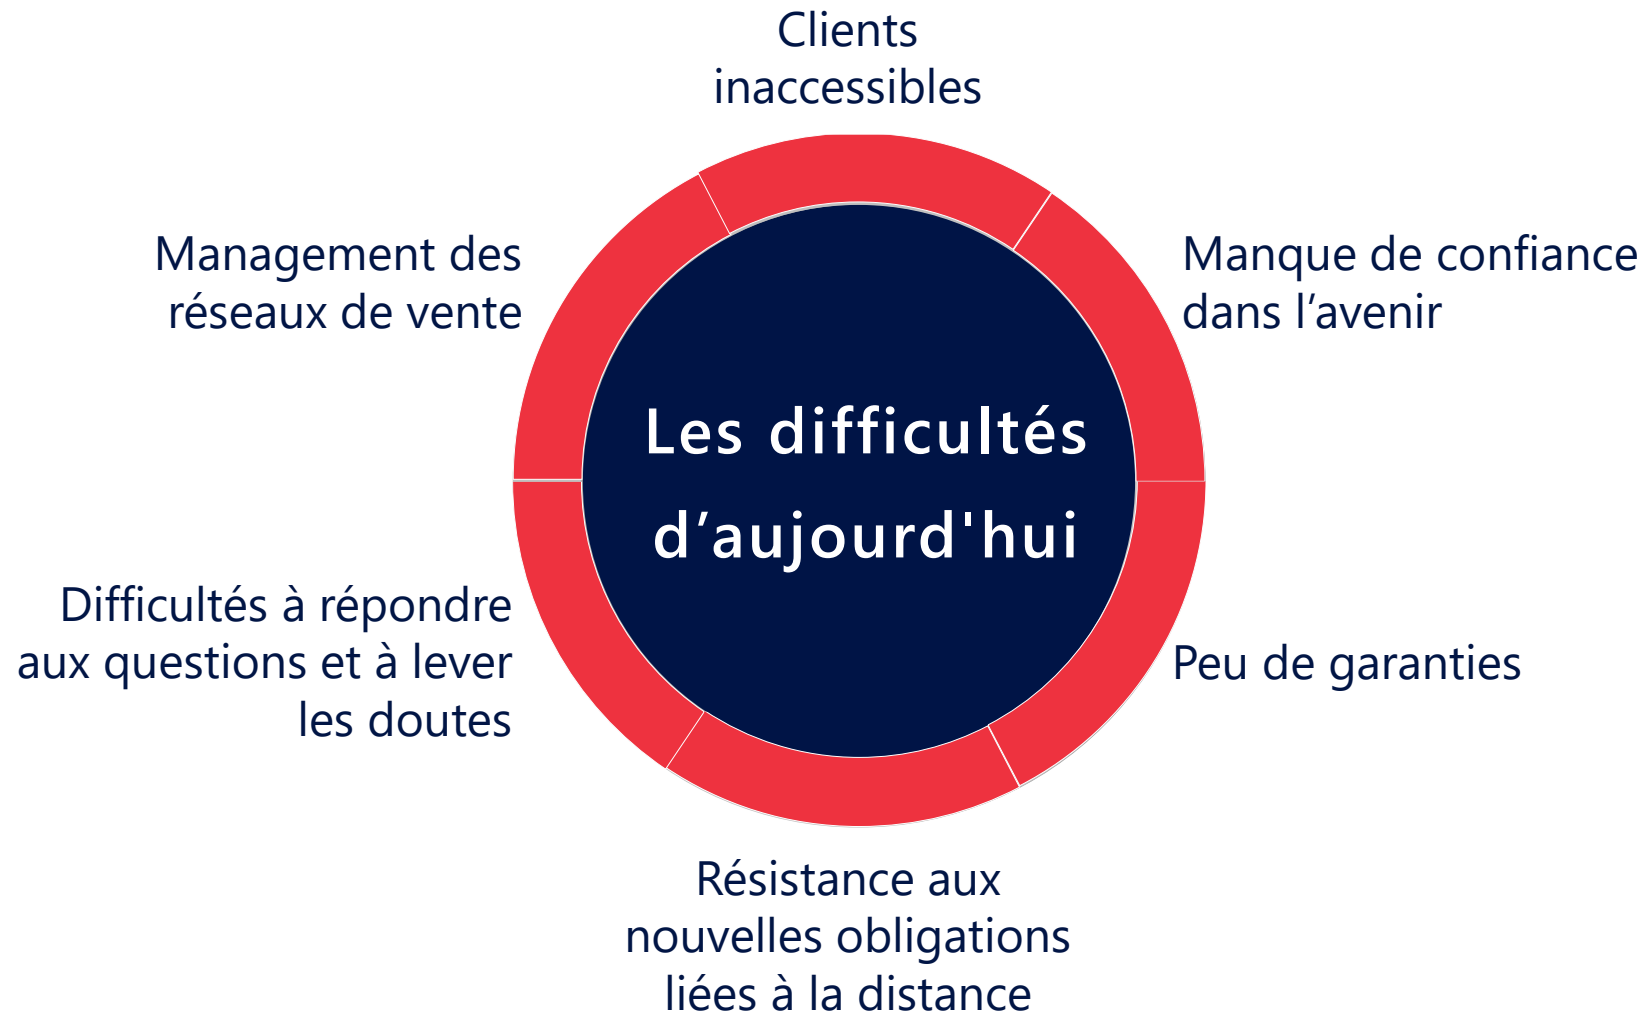 Clients
inaccessibles
Management des
réseaux de vente
Manque de confiance
dans l’avenir
Les difficultés
d’aujourd'hui
Difficultés à répondre
aux questions et à lever
les doutes
Peu de garanties
Résistance aux
nouvelles obligations
liées à la distance